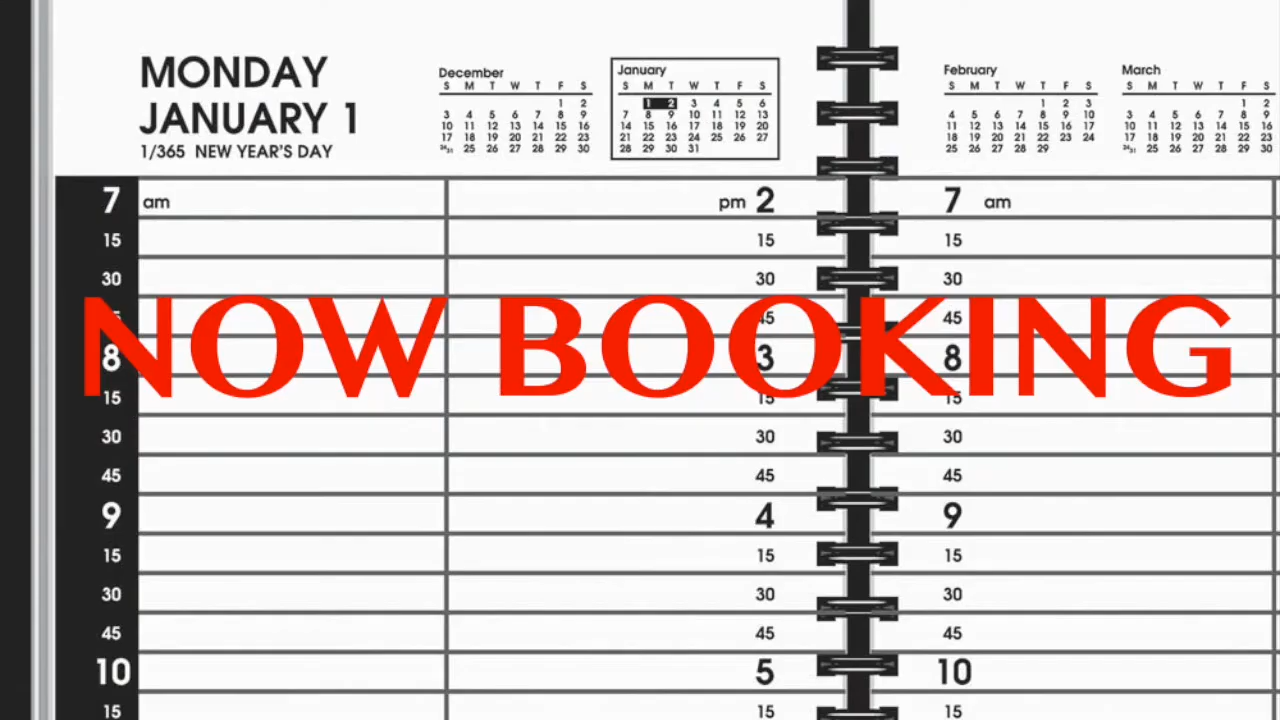 MONDAY
JANUARY 1
1/365 NEW YEAR'S DAY
December
S M T W T F S
1 2
3 4 5 6 7 8 9
10 11 12 13 14 15 16
17 18 19 20 21 22 23
24/31 25 26 27 28 29 30
January
S M T W T F S
1 2 3 4 5 6
7 8 9 10 11 12 13
14 15 16 17 18 19 20
21 22 23 24 25 26 27
28 29 30 31
February
S M T W T F S
1 2 3
4 5 6 7 8 9 10
11 12 13 14 15 16 17
18 19 20 21 22 23 24
25 26 27 28 29
March
S M T W T F S
1 2
3 4 5 6 7 8 9
10 11 12 13 14 15 16
17 18 19 20 21 22 23
24/31 25 26 27 28 29 30
7 am pm 2 7 am
15 15 15
30 30 30
45 45
NOW BOOKING
8 3 8
15 15 15
30 30 30
45 45 45
9 4 9
15 15 15
30 30 30
45 45 45
10 5 10
15 15 15